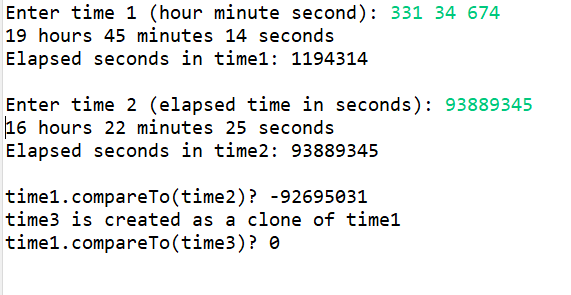 Enter time 1 (hour minute second): 331 34 674
19 hours 45 minutes 14 seconds
Elapsed seconds in time1: 1194314
Enter time 2 (elapsed time in seconds): 93889345
16 hours 22 minutes 25 seconds
Elapsed seconds in time2: 93889345
time1.compareTo(time2)? -92695031
time3 is created as a clone of time1
time1.compareTo(time3)? 0